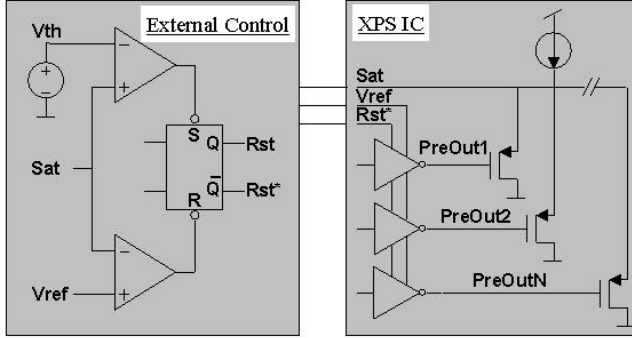 External Control
Vth
−
+
+
−
Sat
S
Q
Rst
Q̅
Rst*
R
−
+
Vref
XPS IC
Sat
Vref
Rst*
PreOut1
PreOut2
PreOutN